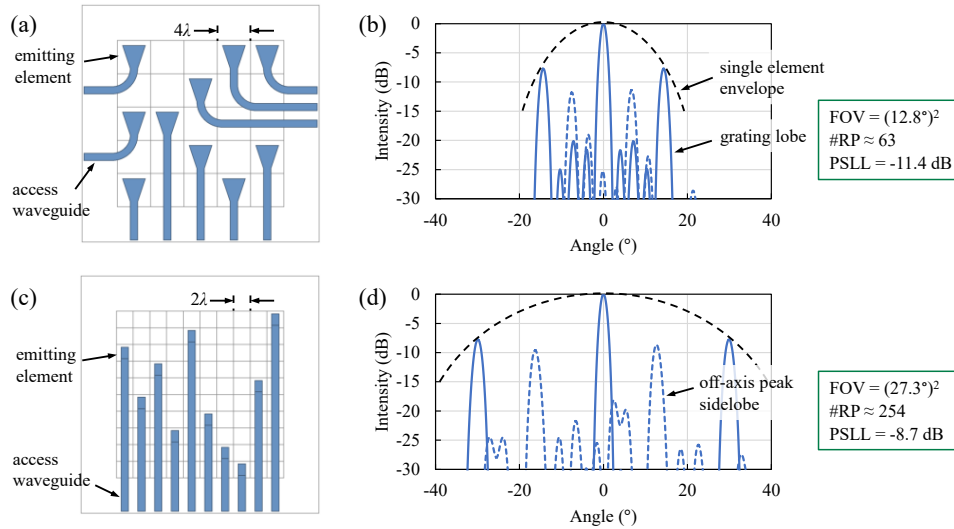 (a)
4λ
emitting
element
access
waveguide
(b)
0
-5
-10
-15
-20
-25
-30
Intensity (dB)
-40
-20
0
20
40
Angle (°)
single element
envelope
grating lobe
FOV = (12.8°)²
#RP ≈ 63
PSLL = -11.4 dB
(c)
2λ
emitting
element
access
waveguide
(d)
0
-5
-10
-15
-20
-25
-30
Intensity (dB)
-40
-20
0
20
40
Angle (°)
off-axis peak
sidelobe
FOV = (27.3°)²
#RP ≈ 254
PSLL = -8.7 dB